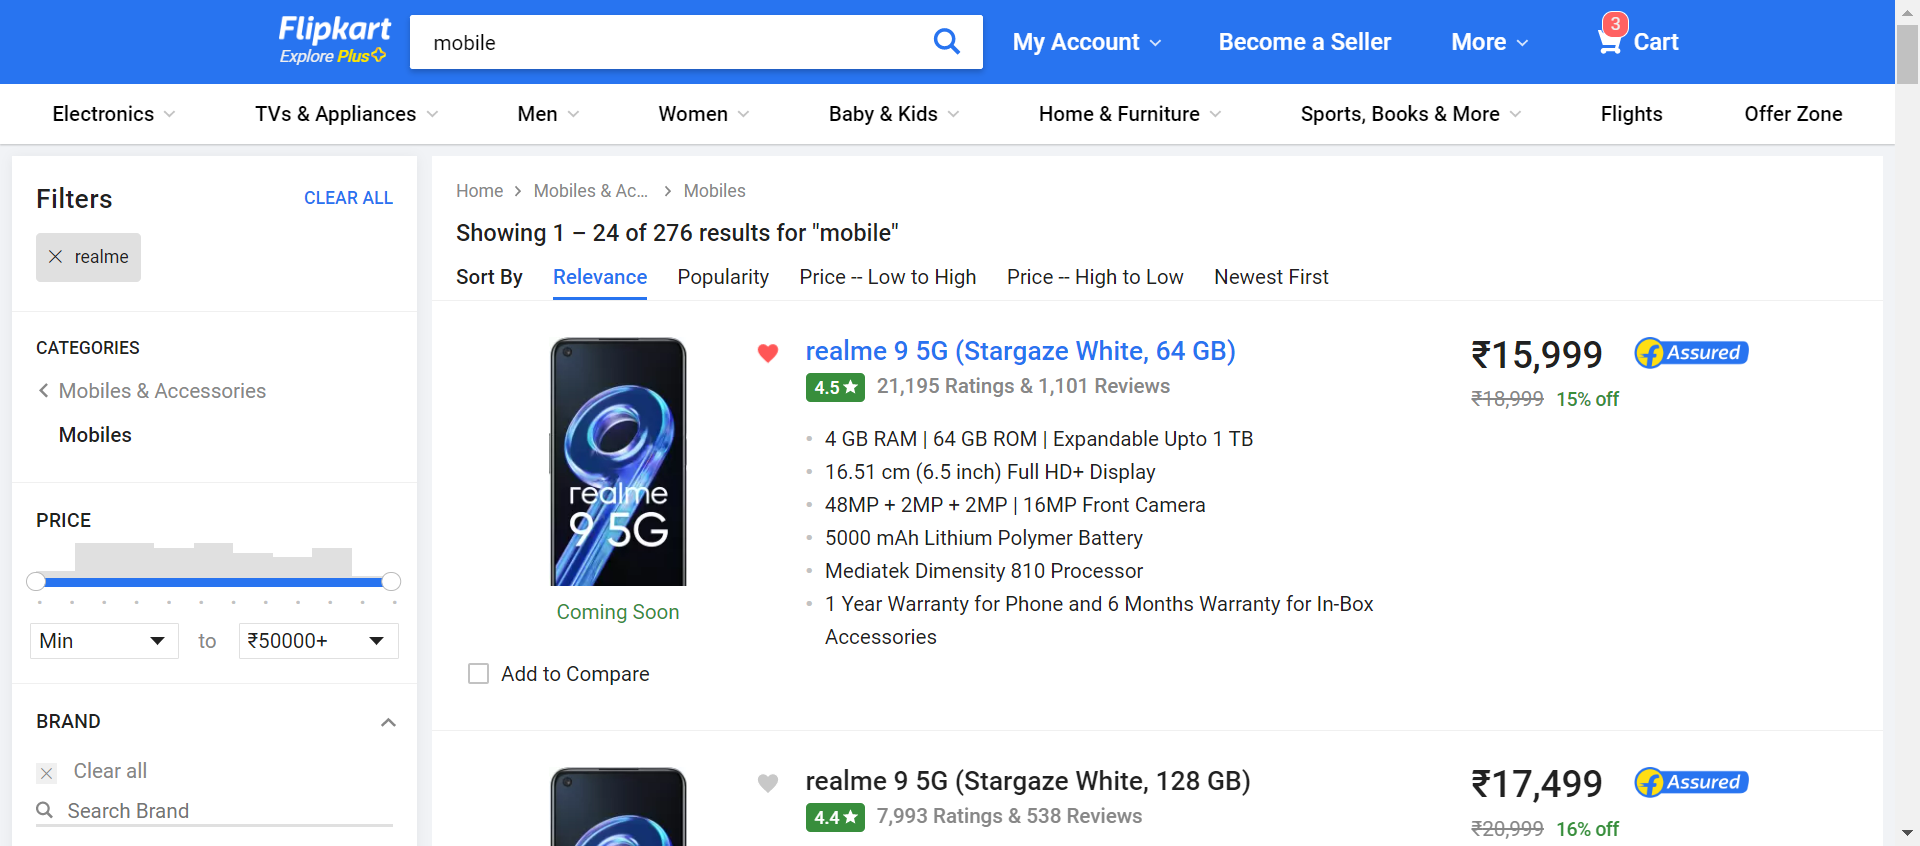 Flipkart
Explore Plus
mobile
My Account
Become a Seller
More
3
Cart
Electronics
TVs & Appliances
Men
Women
Baby & Kids
Home & Furniture
Sports, Books & More
Flights
Offer Zone
Filters
CLEAR ALL
realme
CATEGORIES
Mobiles & Accessories
Mobiles
PRICE
Min
to
₹50000+
BRAND
Clear all
Search Brand
Home
Mobiles & Ac...
Mobiles
Showing 1 – 24 of 276 results for "mobile"
Sort By
Relevance
Popularity
Price -- Low to High
Price -- High to Low
Newest First
realme
9 5G
Coming Soon
Add to Compare
realme 9 5G (Stargaze White, 64 GB)
4.5
21,195 Ratings & 1,101 Reviews
4 GB RAM | 64 GB ROM | Expandable Upto 1 TB
16.51 cm (6.5 inch) Full HD+ Display
48MP + 2MP + 2MP | 16MP Front Camera
5000 mAh Lithium Polymer Battery
Mediatek Dimensity 810 Processor
1 Year Warranty for Phone and 6 Months Warranty for In-Box
Accessories
₹15,999
Assured
₹18,999
15% off
realme 9 5G (Stargaze White, 128 GB)
4.4
7,993 Ratings & 538 Reviews
₹17,499
Assured
₹20,999
16% off